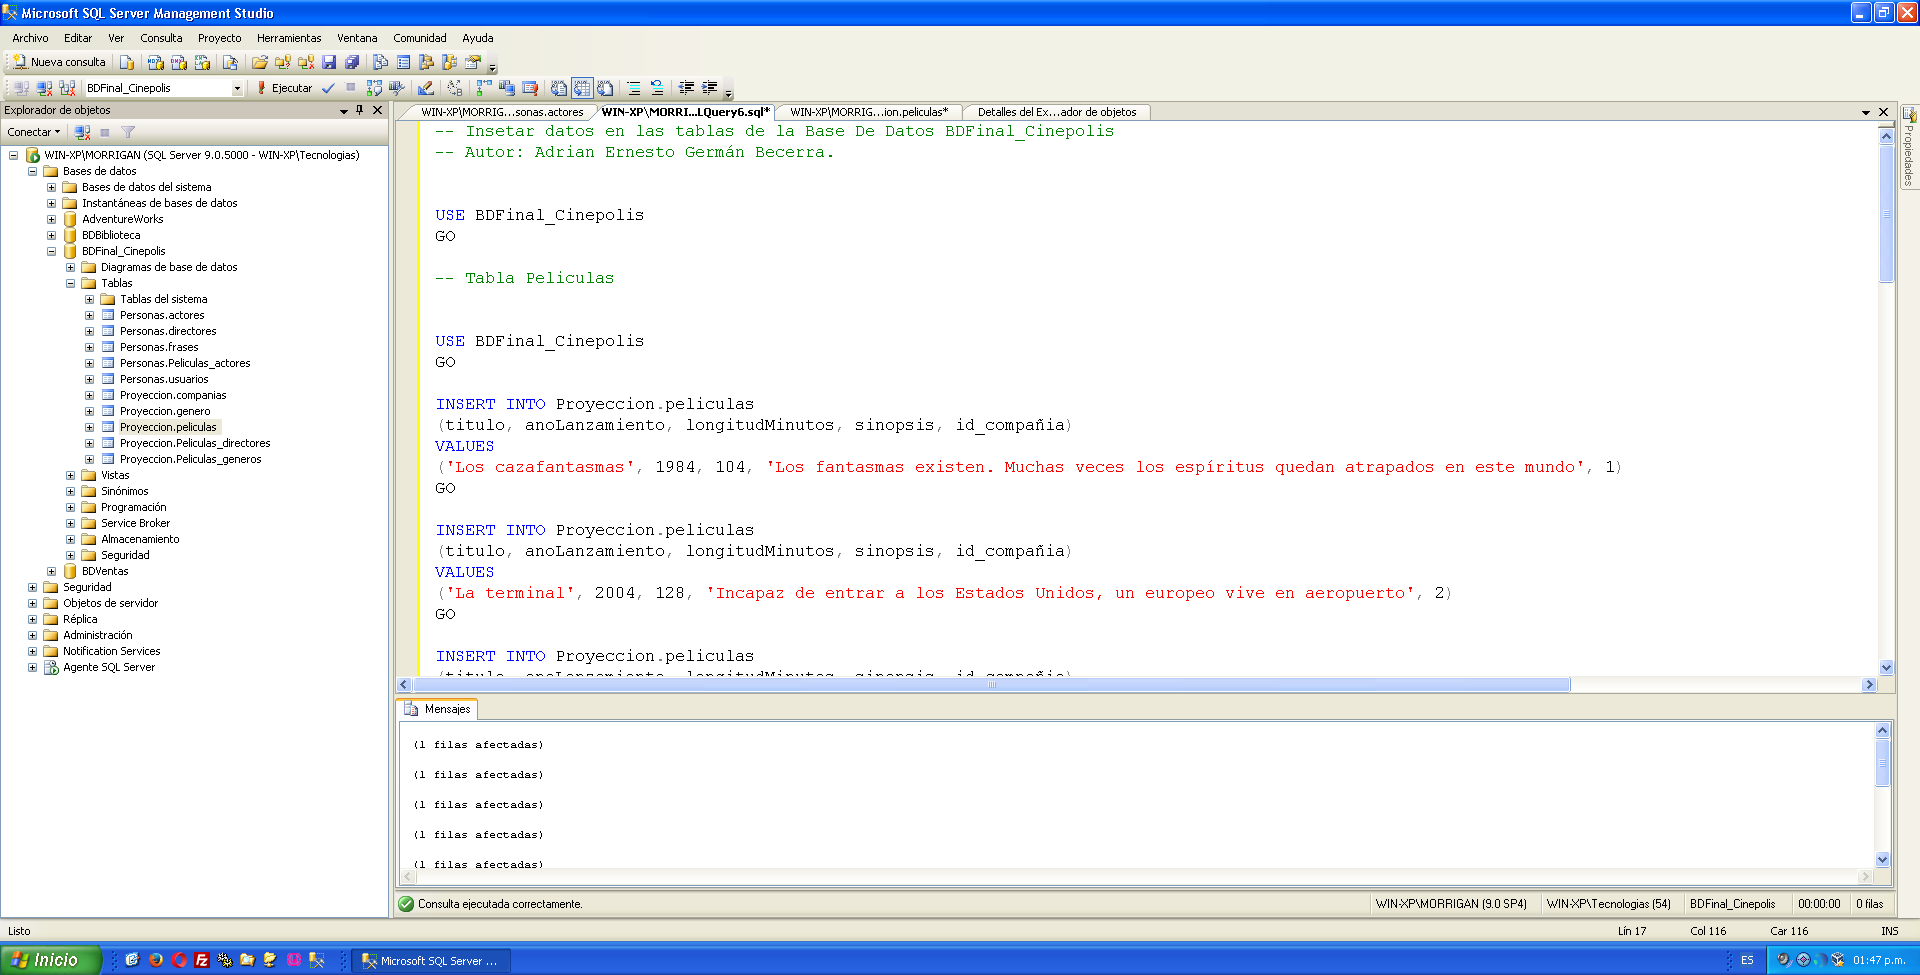 Microsoft SQL Server Management Studio
Archivo Editar Ver Consulta Proyecto Herramientas Ventana Comunidad Ayuda
Nueva consulta
BDFinal_Cinepolis Ejecutar
Explorador de objetos
Conectar
WIN-XP\MORRIGAN (SQL Server 9.0.5000 - WIN-XP\Tecnologias)
Bases de datos
Bases de datos del sistema
Instantáneas de bases de datos
AdventureWorks
BDBiblioteca
BDFinal_Cinepolis
Diagramas de base de datos
Tablas
Tablas del sistema
Personas.actores
Personas.directores
Personas.frases
Personas.Peliculas_actores
Personas.usuarios
Proyeccion.companias
Proyeccion.genero
Proyeccion.peliculas
Proyeccion.Peliculas_directores
Proyeccion.Peliculas_generos
Vistas
Sinónimos
Programación
Service Broker
Almacenamiento
Seguridad
BDVentas
Seguridad
Objetos de servidor
Réplica
Administración
Notification Services
Agente SQL Server
WIN-XP\MORRIG...sonas.actores WIN-XP\MORRI...LQuery6.sql* WIN-XP\MORRIG...ion.peliculas* Detalles del Ex...ador de objetos
-- Insetar datos en las tablas de la Base De Datos BDFinal_Cinepolis
-- Autor: Adrian Ernesto Germán Becerra.
USE BDFinal_Cinepolis
GO
-- Tabla Peliculas
USE BDFinal_Cinepolis
GO
INSERT INTO Proyeccion.peliculas
(titulo, anoLanzamiento, longitudMinutos, sinopsis, id_compañia)
VALUES
('Los cazafantasmas', 1984, 104, 'Los fantasmas existen. Muchas veces los espíritus quedan atrapados en este mundo', 1)
GO
INSERT INTO Proyeccion.peliculas
(titulo, anoLanzamiento, longitudMinutos, sinopsis, id_compañia)
VALUES
('La terminal', 2004, 128, 'Incapaz de entrar a los Estados Unidos, un europeo vive en aeropuerto', 2)
GO
INSERT INTO Proyeccion.peliculas
(titulo, anoLanzamiento, longitudMinutos, sinopsis, id_compañia)
Propiedades
Mensajes
(1 filas afectadas)
(1 filas afectadas)
(1 filas afectadas)
(1 filas afectadas)
(1 filas afectadas)
Consulta ejecutada correctamente. WIN-XP\MORRIGAN (9.0 SP4) WIN-XP\Tecnologias (54) BDFinal_Cinepolis 00:00:00 0 filas
Listo Lín 17 Col 116 Car 116 INS
Inicio Microsoft SQL Server ... ES 01:47 p.m.